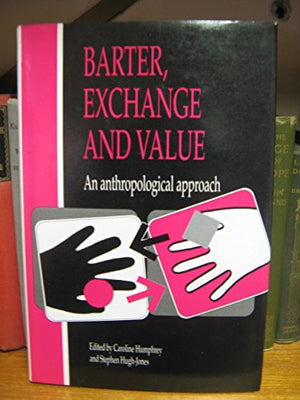 BARTER,
EXCHANGE
AND VALUE
An anthropological approach
Edited by Caroline Humphrey
and Stephen Hugh-Jones